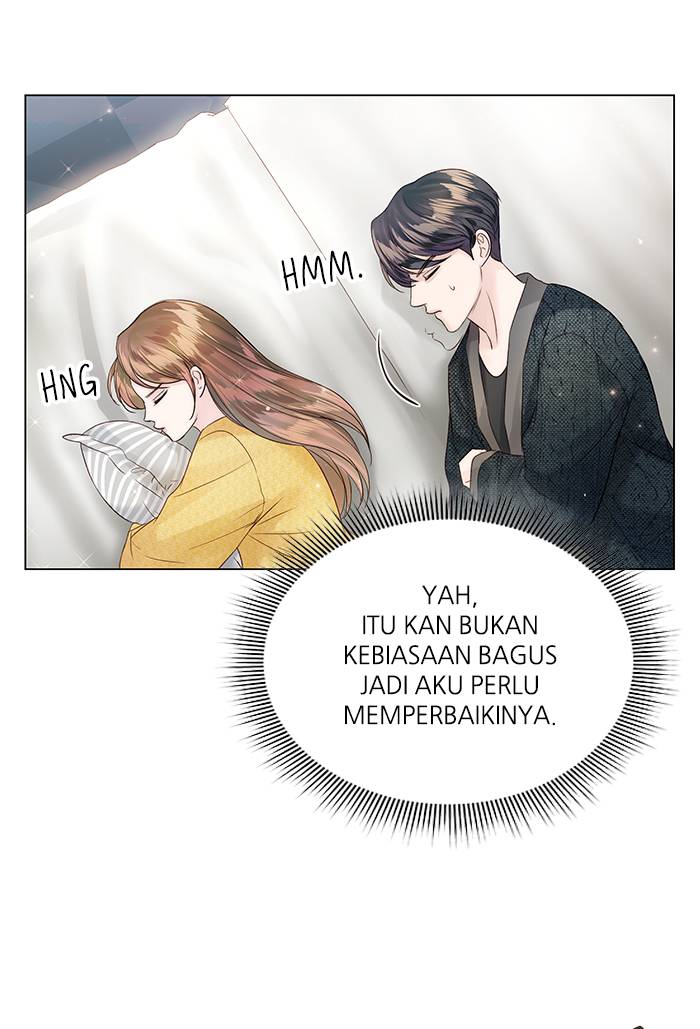 HMM.
HNG
YAH,
ITU KAN BUKAN
KEBIASAAN BAGUS
JADI AKU PERLU
MEMPERBAIKINYA.